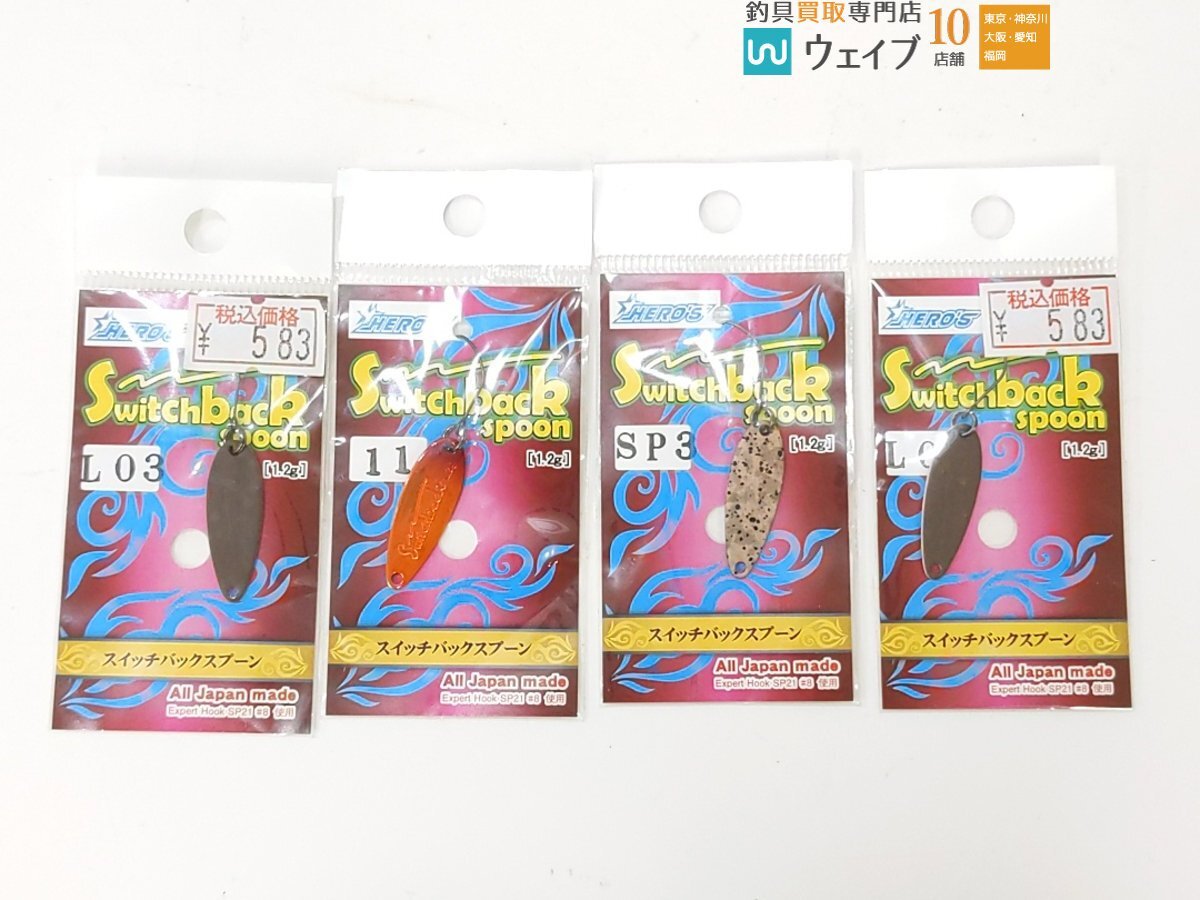 釣具買取専門店
ウェイブ
10
店舗
東京・神奈川
大阪・愛知
福岡
HERO'S
税込価格
¥ 583
Switchback
spoon
L03
[1.2g]
スイッチバックスプーン
All Japan made
Expert Hook SP21 #8 使用
HERO'S
Switchback
spoon
11
[1.2g]
Switchback
スイッチバックスプーン
All Japan made
Expert Hook SP21 #8 使用
HERO'S
Switchback
spoon
SP3
[1.2g]
スイッチバックスプーン
All Japan made
Expert Hook SP21 #8 使用
HERO'S
税込価格
¥ 583
Switchback
spoon
[1.2g]
スイッチバックスプーン
All Japan made
Expert Hook SP21 #8 使用